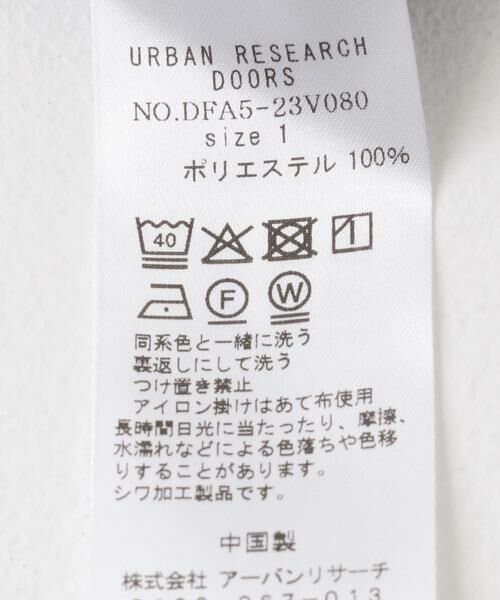 URBAN RESEARCH
DOORS
NO.DFA5-23V080
size 1
ポリエステル 100%
40
F W
同系色と一緒に洗う
裏返しにして洗う
つけ置き禁止
アイロン掛けはあて布使用
長時間日光に当たったり、摩擦、
水濡れなどによる色落ちや色移
りすることがあります。
シワ加工製品です。
中国製
株式会社 アーバンリサーチ